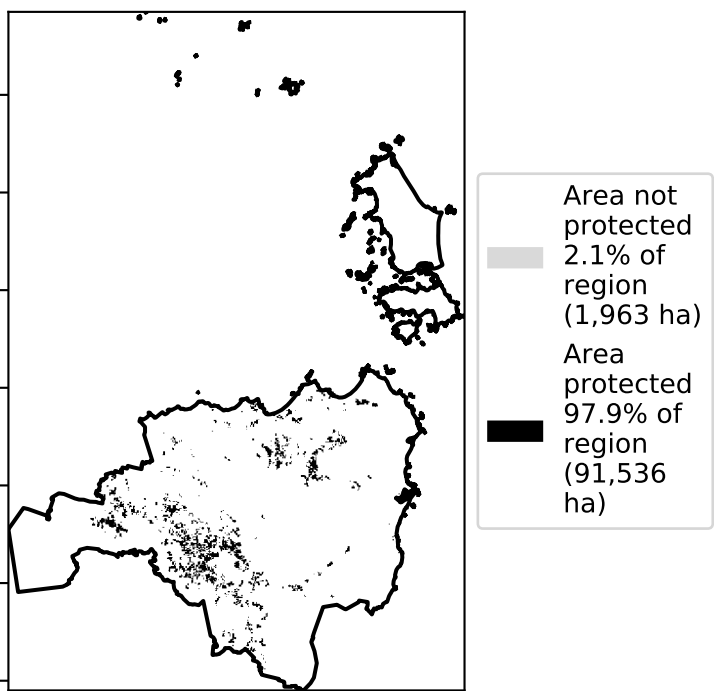 Area not
protected
2.1% of
region
(1,963 ha)
Area
protected
97.9% of
region
(91,536
ha)